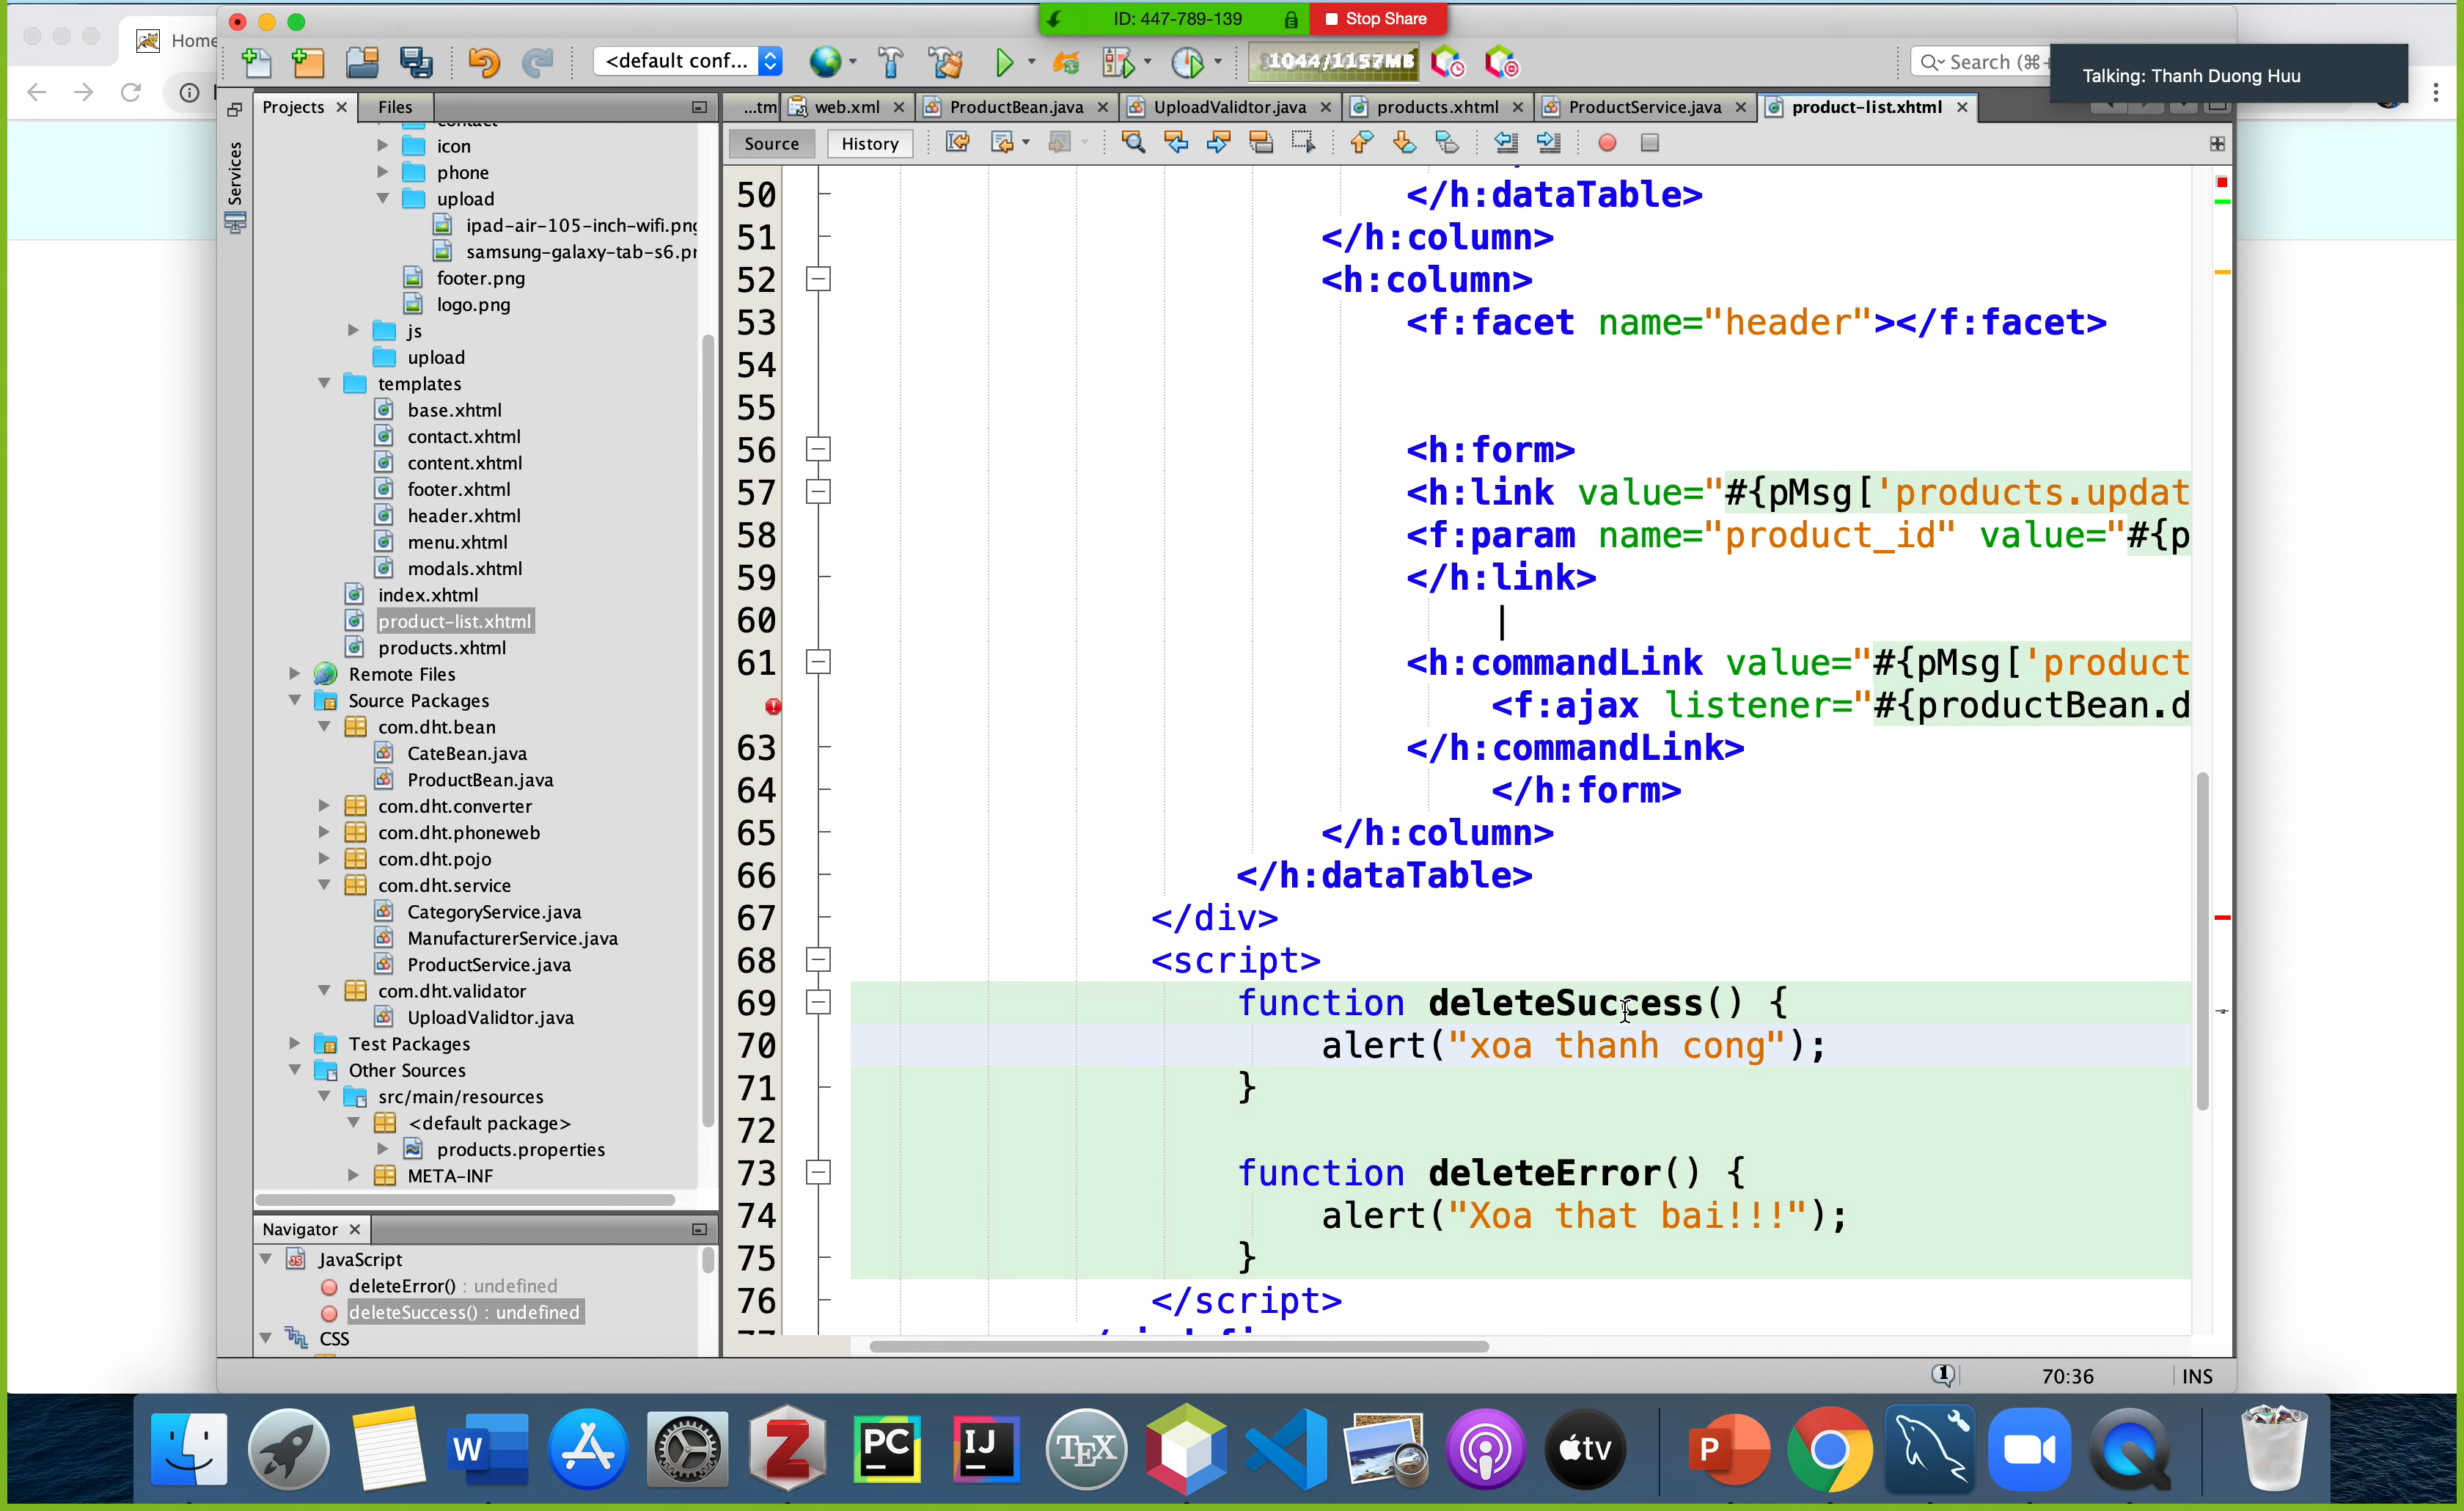 ID: 447-789-139
Stop Share
Home
<default conf...
1044/1157MB
Search (⌘+
Talking: Thanh Duong Huu
Projects
Files
...tm
web.xml
ProductBean.java
UploadValidtor.java
products.xhtml
ProductService.java
product-list.xhtml
Source
History
Services
contact
icon
phone
upload
ipad-air-105-inch-wifi.png
samsung-galaxy-tab-s6.pr
footer.png
logo.png
js
upload
templates
base.xhtml
contact.xhtml
content.xhtml
footer.xhtml
header.xhtml
menu.xhtml
modals.xhtml
index.xhtml
product-list.xhtml
products.xhtml
Remote Files
Source Packages
com.dht.bean
CateBean.java
ProductBean.java
com.dht.converter
com.dht.phoneweb
com.dht.pojo
com.dht.service
CategoryService.java
ManufacturerService.java
ProductService.java
com.dht.validator
UploadValidtor.java
Test Packages
Other Sources
src/main/resources
<default package>
products.properties
META-INF
Navigator
JavaScript
deleteError() : undefined
deleteSuccess() : undefined
CSS
50 </h:dataTable>
51 </h:column>
52 <h:column>
53 <f:facet name="header"></f:facet>
54
55
56 <h:form>
57 <h:link value="#{pMsg['products.updat
58 <f:param name="product_id" value="#{p
59 </h:link>
60
61 <h:commandLink value="#{pMsg['product
<f:ajax listener="#{productBean.d
63 </h:commandLink>
64 </h:form>
65 </h:column>
66 </h:dataTable>
67 </div>
68 <script>
69 function deleteSuccess() {
70 alert("xoa thanh cong");
71 }
72
73 function deleteError() {
74 alert("Xoa that bai!!!");
75 }
76 </script>
77
1
70:36
INS
W
Z
PC
IJ
TEX
tv
P